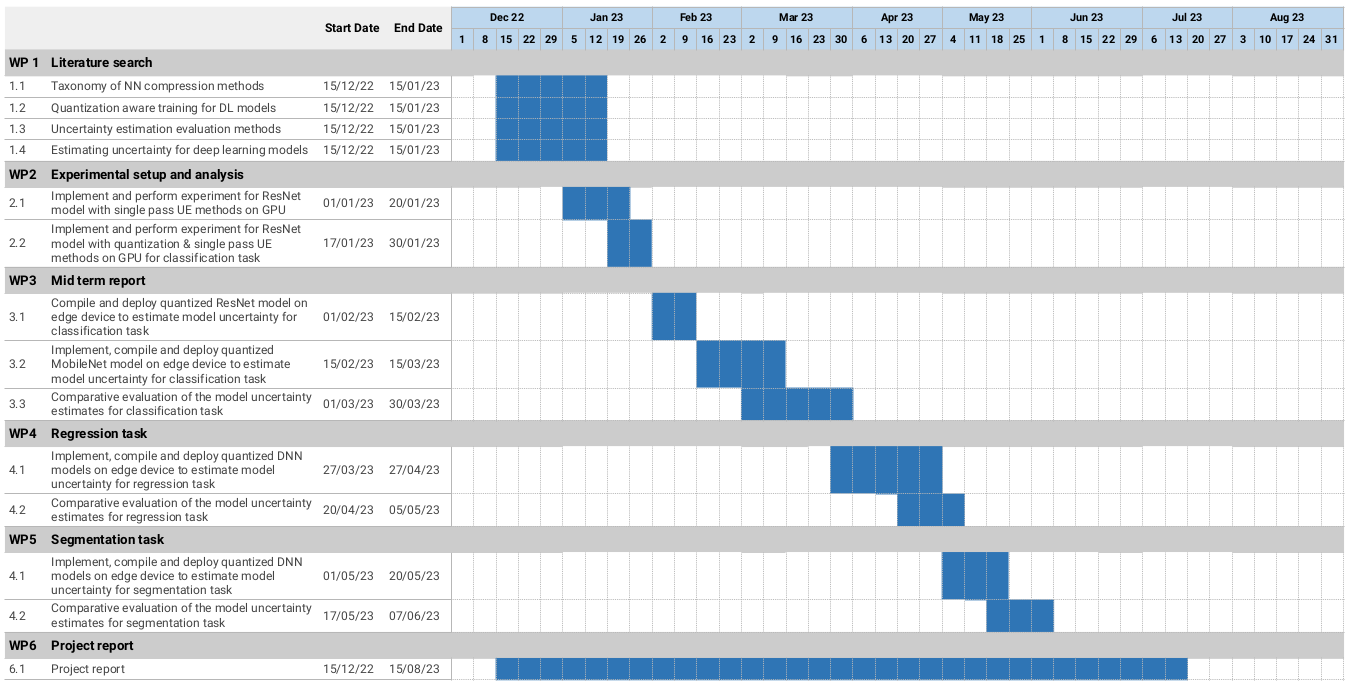 Start Date End Date Dec 22 Jan 23 Feb 23 Mar 23 Apr 23 May 23 Jun 23 Jul 23 Aug 23
1 8 15 22 29 5 12 19 26 2 9 16 23 2 9 16 23 30 6 13 20 27 4 11 18 25 1 8 15 22 29 6 13 20 27 3 10 17 24 31
WP 1 Literature search
1.1 Taxonomy of NN compression methods 15/12/22 15/01/23
1.2 Quantization aware training for DL models 15/12/22 15/01/23
1.3 Uncertainty estimation evaluation methods 15/12/22 15/01/23
1.4 Estimating uncertainty for deep learning models 15/12/22 15/01/23
WP2 Experimental setup and analysis
2.1 Implement and perform experiment for ResNet
model with single pass UE methods on GPU 01/01/23 20/01/23
2.2 Implement and perform experiment for ResNet
model with quantization & single pass UE
methods on GPU for classification task 17/01/23 30/01/23
WP3 Mid term report
3.1 Compile and deploy quantized ResNet model on
edge device to estimate model uncertainty for
classification task 01/02/23 15/02/23
3.2 Implement, compile and deploy quantized
MobileNet model on edge device to estimate
model uncertainty for classification task 15/02/23 15/03/23
3.3 Comparative evaluation of the model uncertainty
estimates for classification task 01/03/23 30/03/23
WP4 Regression task
4.1 Implement, compile and deploy quantized DNN
models on edge device to estimate model
uncertainty for regression task 27/03/23 27/04/23
4.2 Comparative evaluation of the model uncertainty
estimates for regression task 20/04/23 05/05/23
WP5 Segmentation task
4.1 Implement, compile and deploy quantized DNN
models on edge device to estimate model
uncertainty for segmentation task 01/05/23 20/05/23
4.2 Comparative evaluation of the model uncertainty
estimates for segmentation task 17/05/23 07/06/23
WP6 Project report
6.1 Project report 15/12/22 15/08/23